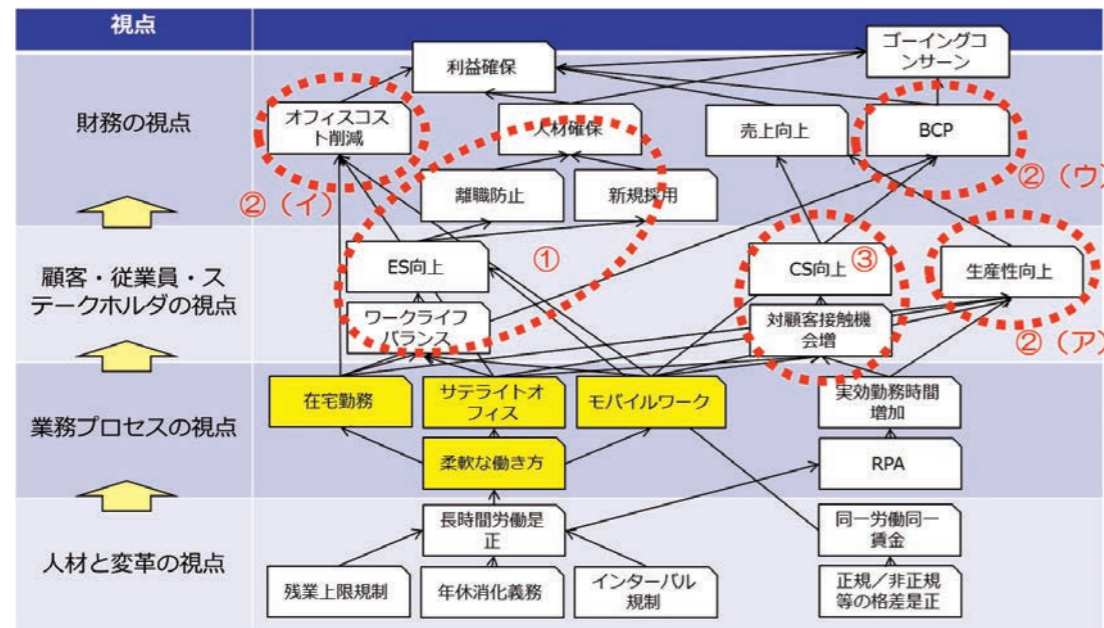 視点
財務の視点
利益確保
ゴーイングコ
ンサーン
オフィスコス
ト削減
人材確保
売上向上
BCP
②（イ）
離職防止
新規採用
②（ウ）
顧客・従業員・ス
テークホルダの視点
ES向上
①
CS向上
③
生産性向上
ワークライフ
バランス
対顧客接触機
会増
②（ア）
業務プロセスの視点
在宅勤務
サテライトオ
フィス
モバイルワーク
実効勤務時間
増加
柔軟な働き方
RPA
人材と変革の視点
長時間労働是
正
同一労働同一
賃金
残業上限規制
年休消化義務
インターバル
規制
正規／非正規
等の格差是正